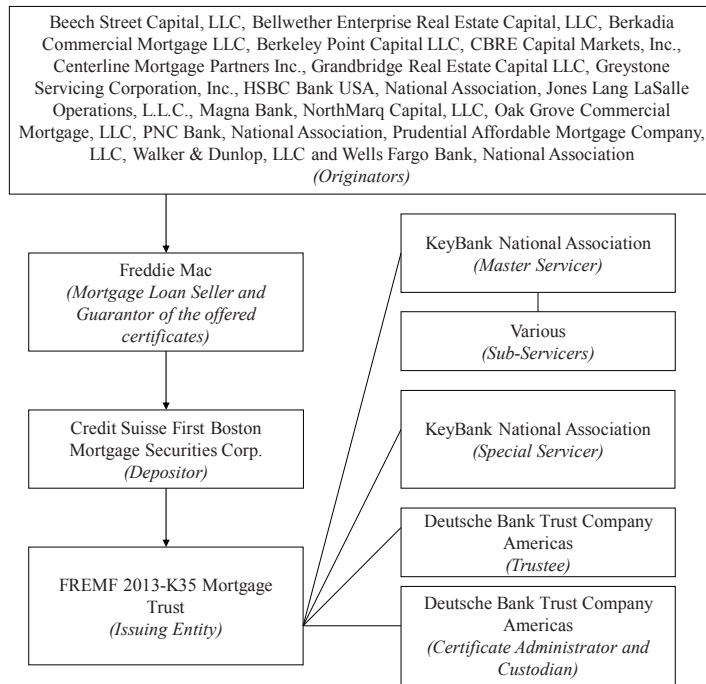 Beech Street Capital, LLC, Bellwether Enterprise Real Estate Capital, LLC, Berkadia
Commercial Mortgage LLC, Berkeley Point Capital LLC, CBRE Capital Markets, Inc.,
Centerline Mortgage Partners Inc., Grandbridge Real Estate Capital LLC, Greystone
Servicing Corporation, Inc., HSBC Bank USA, National Association, Jones Lang LaSalle
Operations, L.L.C., Magna Bank, NorthMarq Capital, LLC, Oak Grove Commercial
Mortgage, LLC, PNC Bank, National Association, Prudential Affordable Mortgage Company,
LLC, Walker & Dunlop, LLC and Wells Fargo Bank, National Association
(Originators)
Freddie Mac
(Mortgage Loan Seller and
Guarantor of the offered
certificates)
Credit Suisse First Boston
Mortgage Securities Corp.
(Depositor)
FREMF 2013-K35 Mortgage
Trust
(Issuing Entity)
KeyBank National Association
(Master Servicer)
Various
(Sub-Servicers)
KeyBank National Association
(Special Servicer)
Deutsche Bank Trust Company
Americas
(Trustee)
Deutsche Bank Trust Company
Americas
(Certificate Administrator and
Custodian)